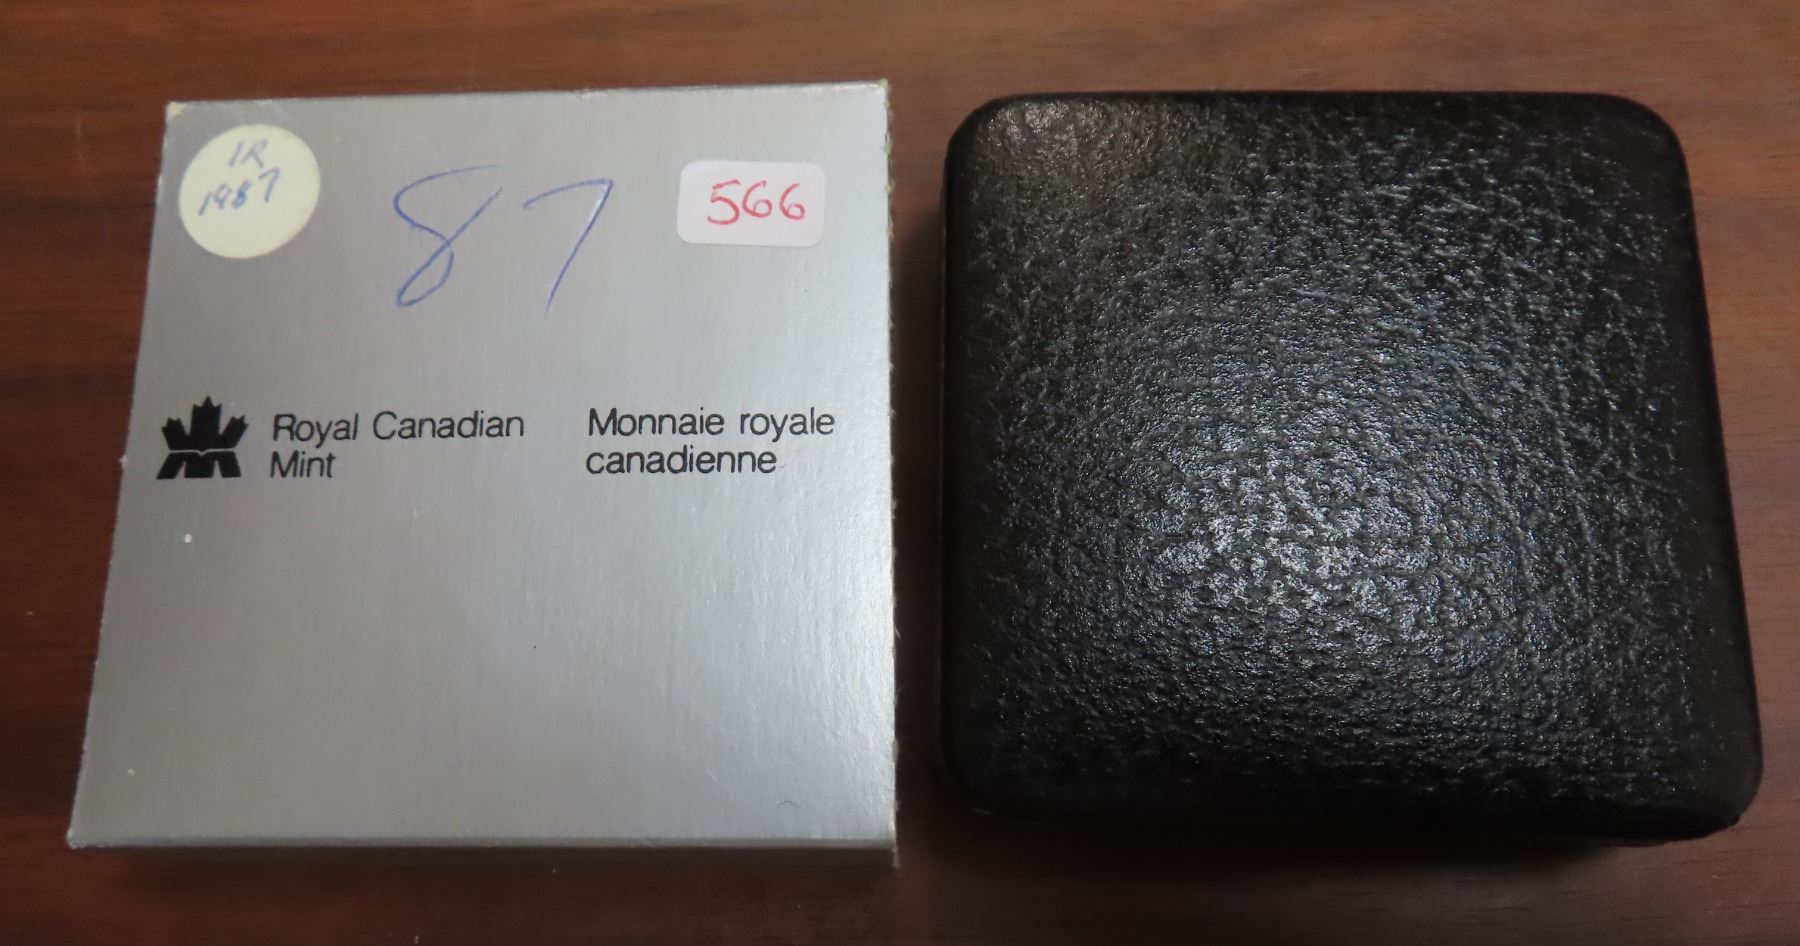 1R
1987
87
566
Royal Canadian
Mint
Monnaie royale
canadienne